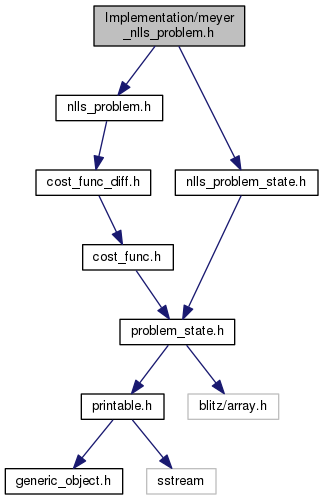 Implementation/meyer
_nlls_problem.h
nlls_problem.h
cost_func_diff.h
nlls_problem_state.h
cost_func.h
problem_state.h
printable.h
blitz/array.h
generic_object.h
sstream